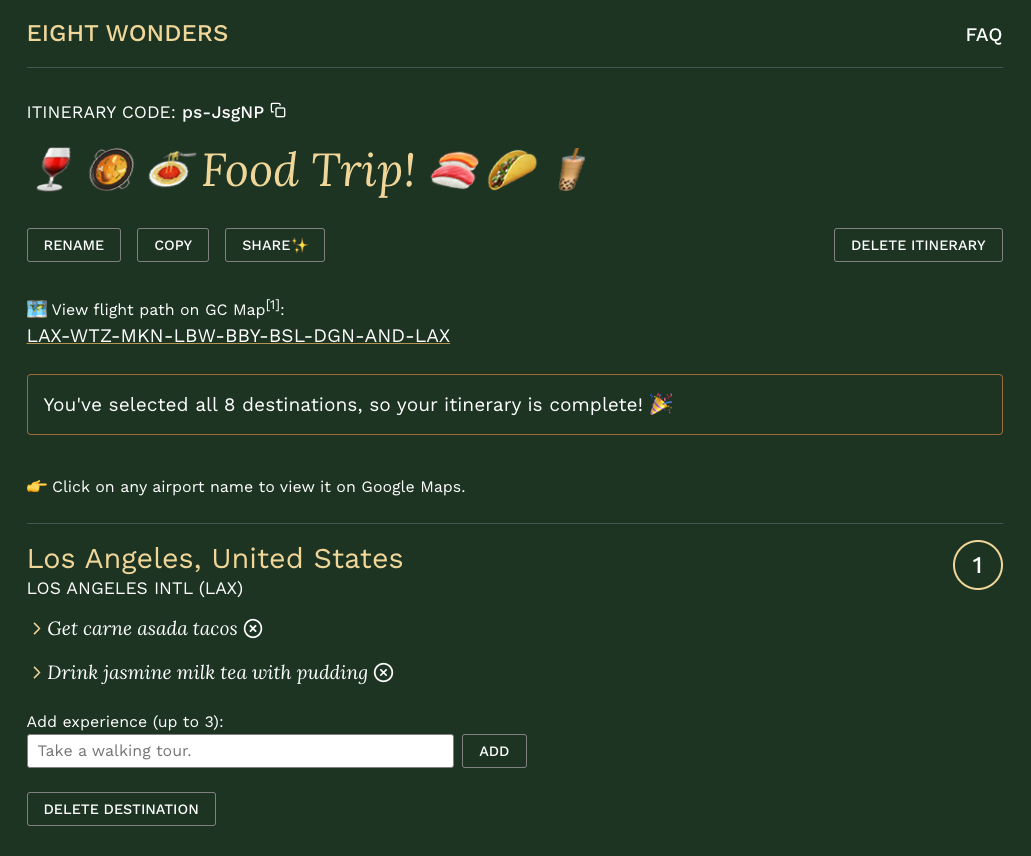 EIGHT WONDERS
FAQ
ITINERARY CODE: ps-JsgNP
🍷 🥘 🍝 Food Trip! 🍣 🌮 🧋
RENAME
COPY
SHARE✨
DELETE ITINERARY
🗺️ View flight path on GC Map[1]:
LAX-WTZ-MKN-LBW-BBY-BSL-DGN-AND-LAX
You've selected all 8 destinations, so your itinerary is complete! 🎉
👉 Click on any airport name to view it on Google Maps.
Los Angeles, United States
1
LOS ANGELES INTL (LAX)
Get carne asada tacos
Drink jasmine milk tea with pudding
Add experience (up to 3):
Take a walking tour.
ADD
DELETE DESTINATION